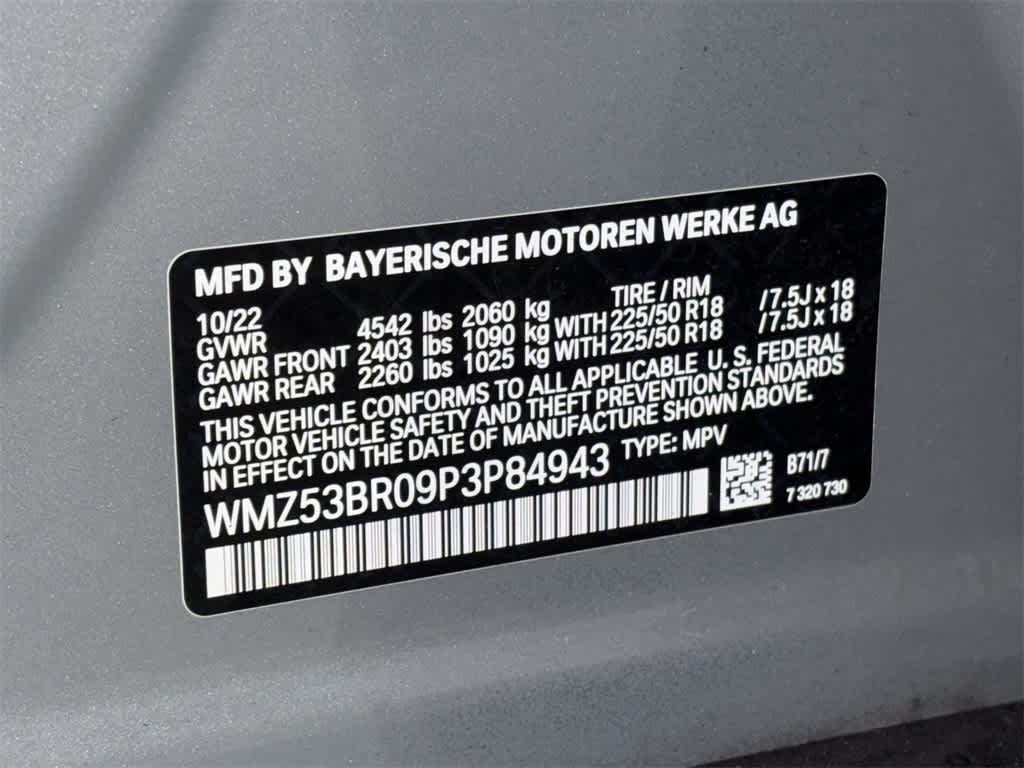 MFD BY BAYERISCHE MOTOREN WERKE AG
10/22 TIRE / RIM
GVWR 4542 lbs 2060 kg
GAWR FRONT 2403 lbs 1090 kg WITH 225/50 R18 /7.5J x 18
GAWR REAR 2260 lbs 1025 kg WITH 225/50 R18 /7.5J x 18
THIS VEHICLE CONFORMS TO ALL APPLICABLE U. S. FEDERAL
MOTOR VEHICLE SAFETY AND THEFT PREVENTION STANDARDS
IN EFFECT ON THE DATE OF MANUFACTURE SHOWN ABOVE.
WMZ53BR09P3P84943 TYPE: MPV
B71/7
7 320 730